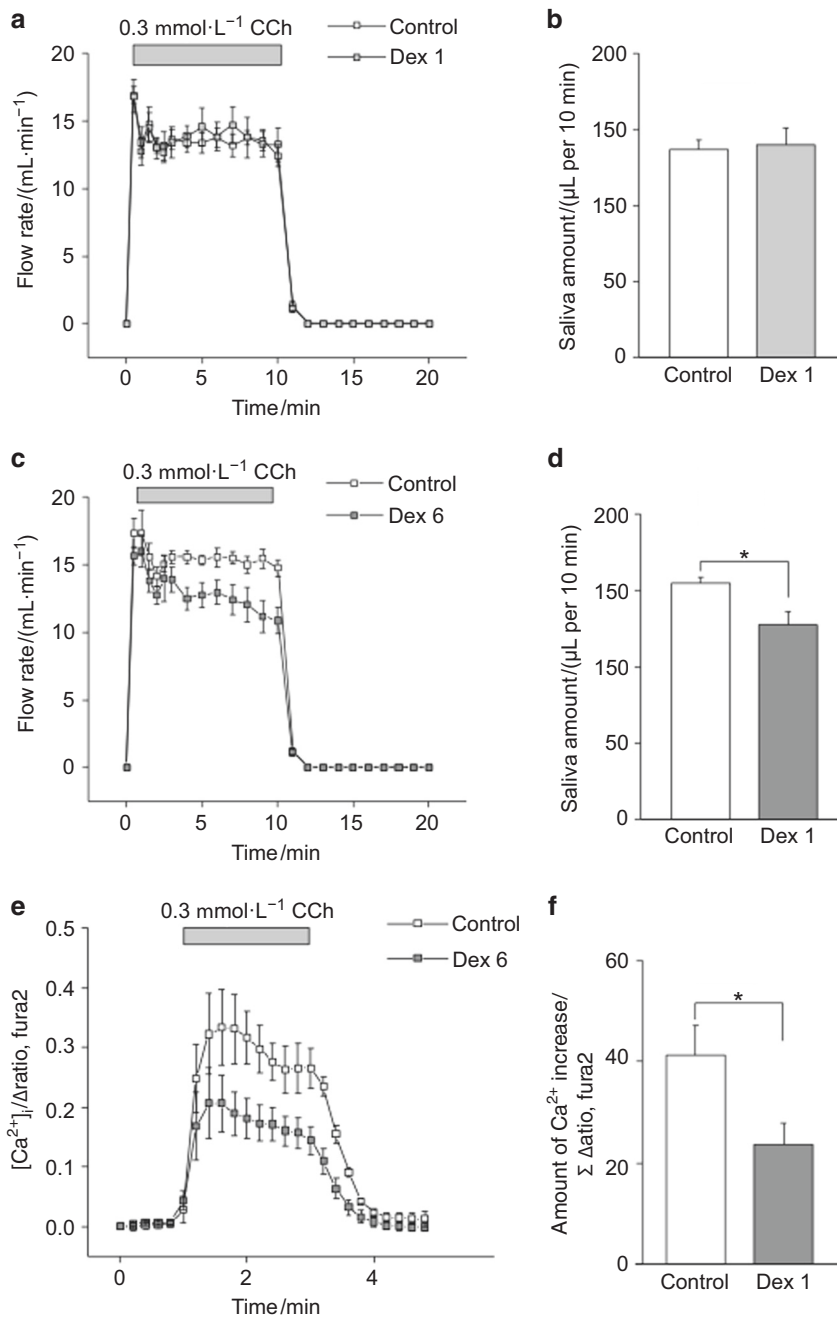 a
0.3 mmol·L⁻¹ CCh
Control
Dex 1
20
15
10
5
0
Flow rate/(mL·min⁻¹)
0 5 10 15 20
Time/min
b
200
150
150
50
0
Saliva amount/(µL per 10 min)
Control Dex 1
c
0.3 mmol·L⁻¹ CCh
Control
Dex 6
20
15
10
5
0
Flow rate/(mL·min⁻¹)
0 5 10 15 20
Time/min
d
200
150
150
50
0
Saliva amount/(µL per 10 min)
*
Control Dex 1
e
0.3 mmol·L⁻¹ CCh
Control
Dex 6
0.5
0.4
0.3
0.2
0.1
0.0
[Ca²⁺]ᵢ/Δratio, fura2
0 2 4
Time/min
f
60
40
20
0
Amount of Ca²⁺ increase/
Σ Δatio, fura2
*
Control Dex 1